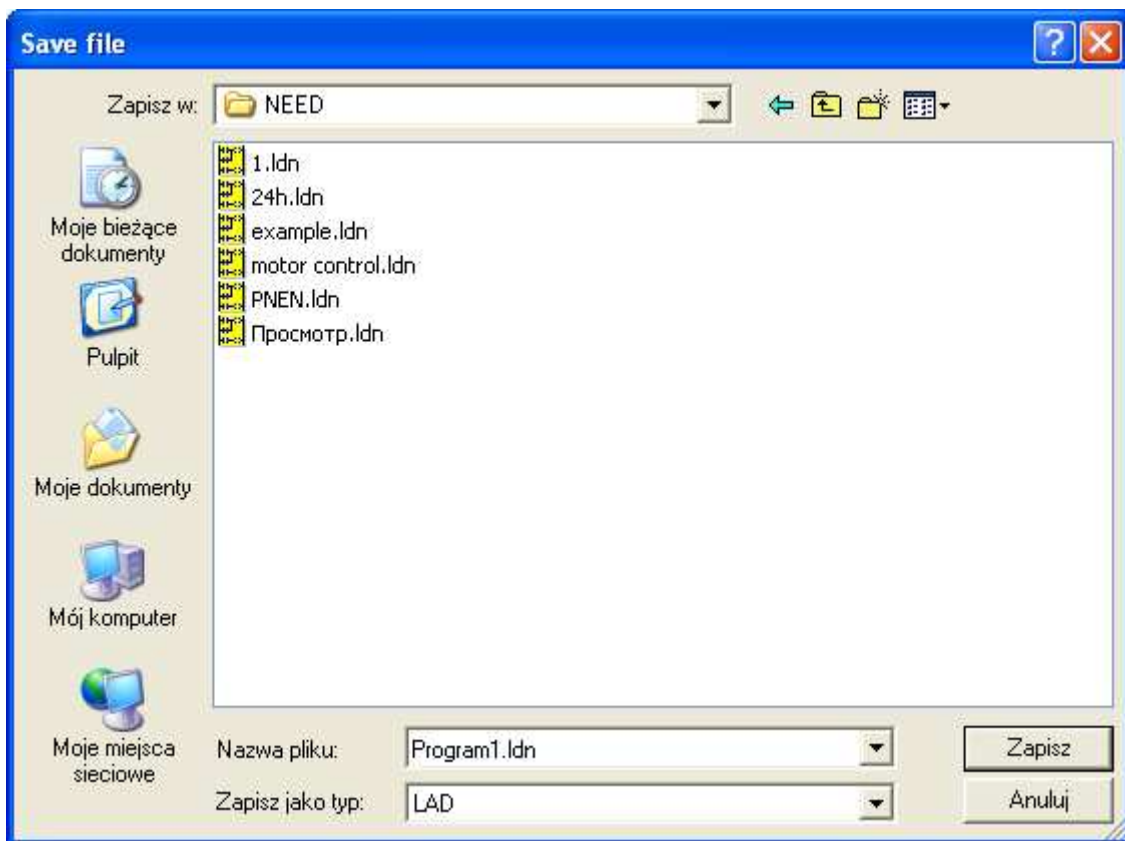 Save file
Zapisz w:
NEED
1.ldn
24h.ldn
example.ldn
motor control.ldn
PNEN.ldn
Просмотр.ldn
Moje bieżące
dokumenty
Pulpit
Moje dokumenty
Mój komputer
Moje miejsca
sieciowe
Nazwa pliku:
Program1.ldn
Zapisz
Zapisz jako typ:
LAD
Anuluj